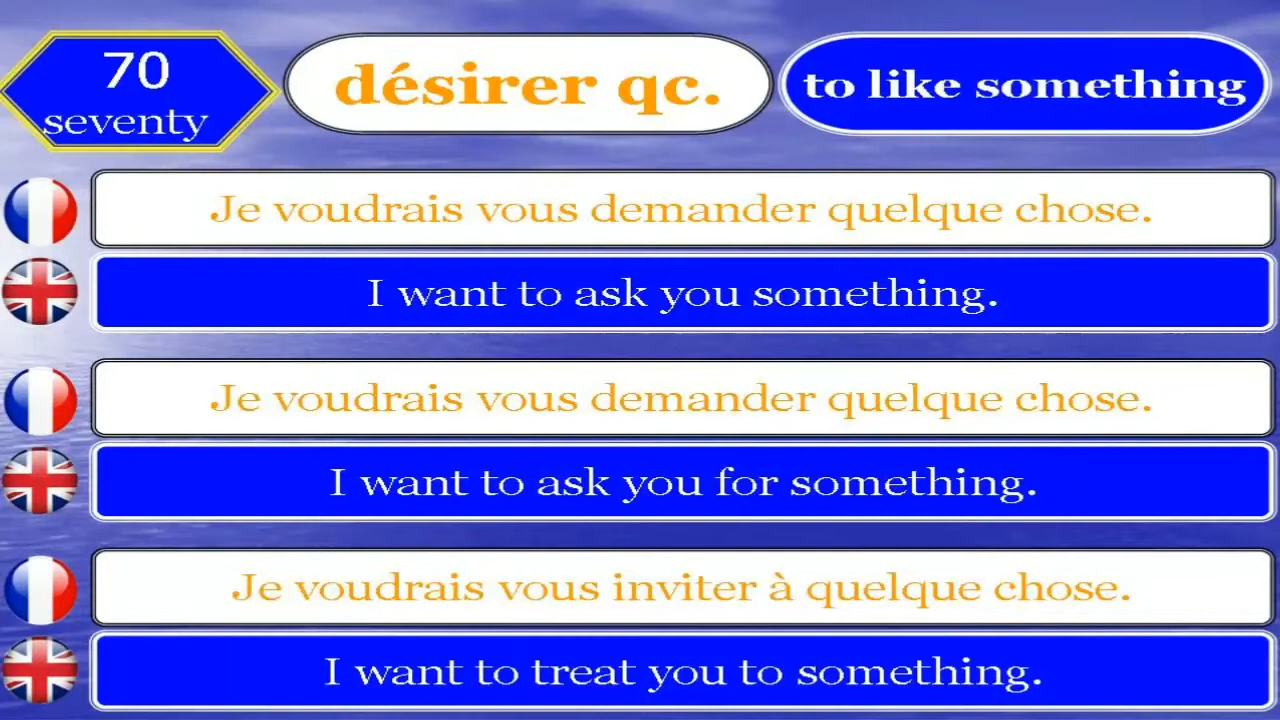 70
seventy
désirer qc.
to like something
Je voudrais vous demander quelque chose.
I want to ask you something.
Je voudrais vous demander quelque chose.
I want to ask you for something.
Je voudrais vous inviter à quelque chose.
I want to treat you to something.